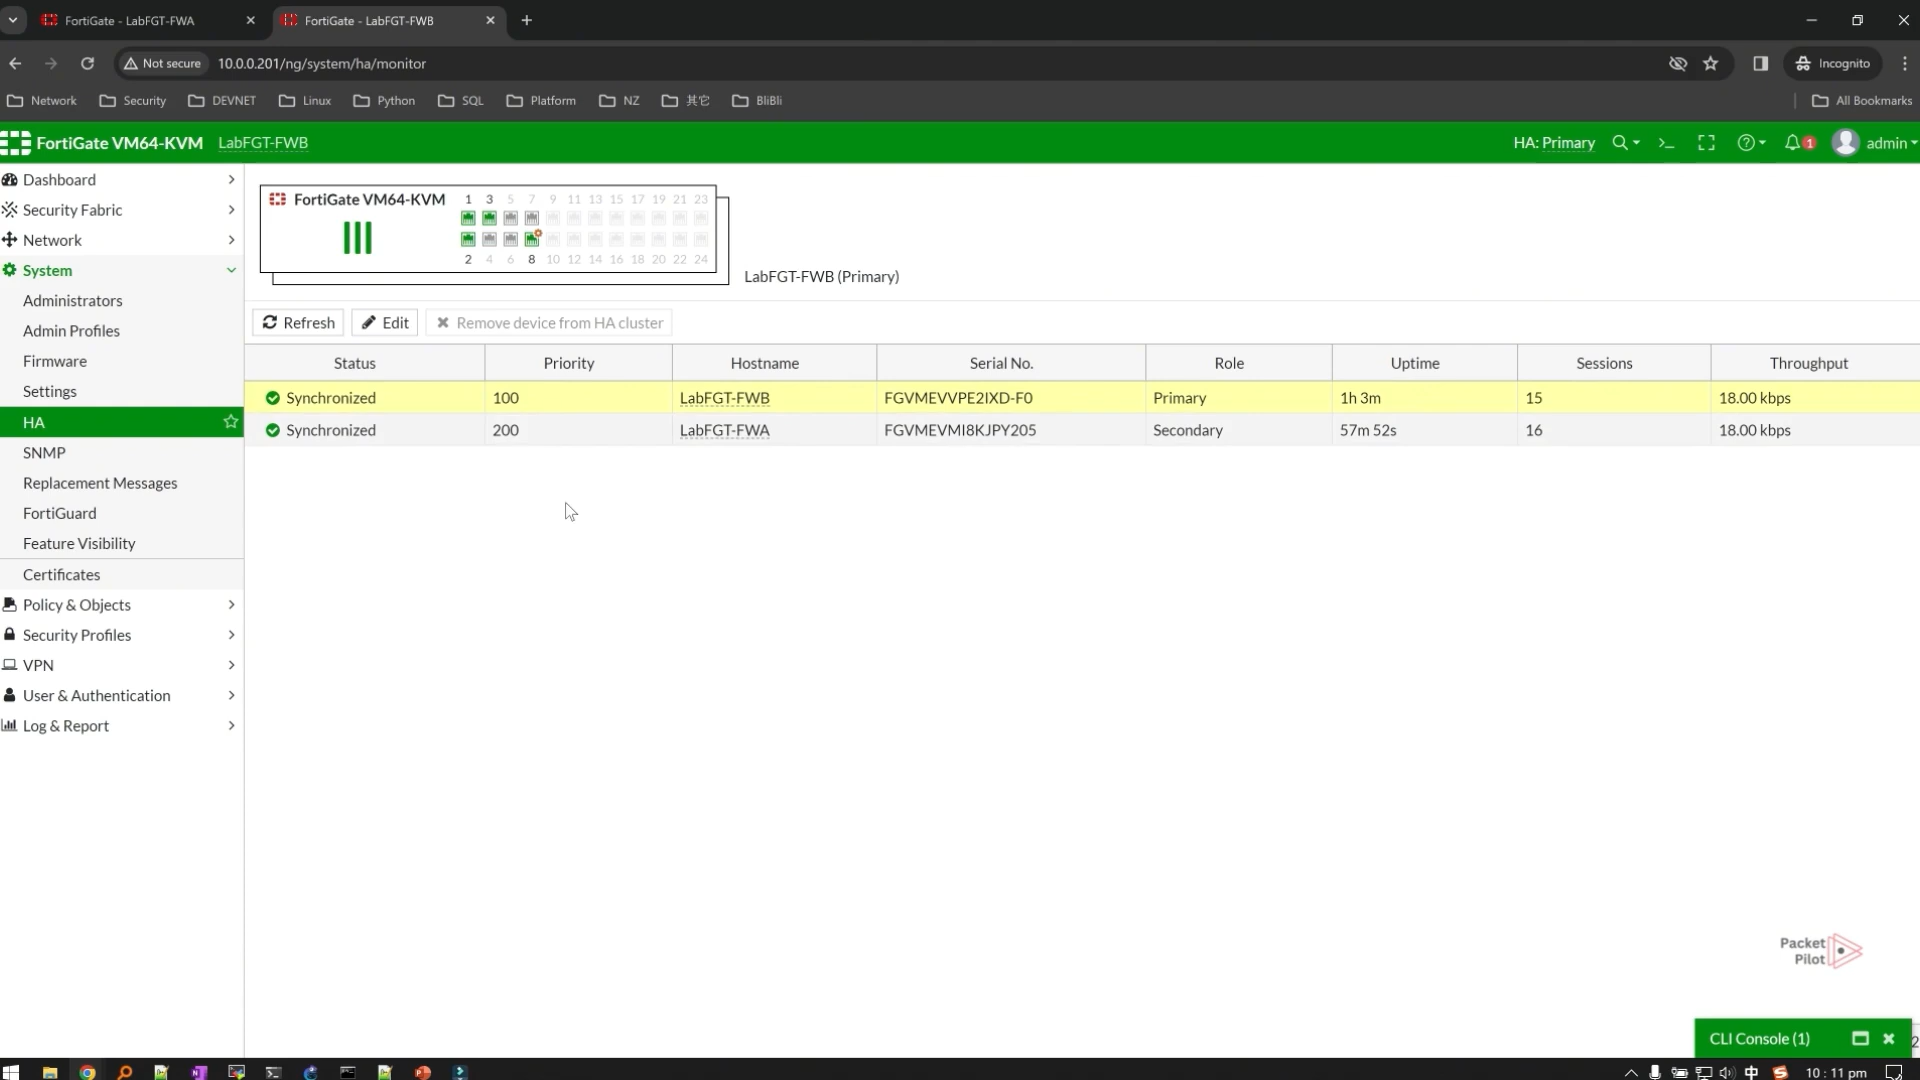 FortiGate - LabFGT-FWA
FortiGate - LabFGT-FWB
Not secure
10.0.0.201/ng/system/ha/monitor
Incognito
Network Security DEVNET Linux Python SQL Platform NZ 其它 BliBli All Bookmarks
FortiGate VM64-KVM LabFGT-FWB HA: Primary 1 admin
Dashboard
Security Fabric
Network
System
Administrators
Admin Profiles
Firmware
Settings
HA
SNMP
Replacement Messages
FortiGuard
Feature Visibility
Certificates
Policy & Objects
Security Profiles
VPN
User & Authentication
Log & Report
FortiGate VM64-KVM 1 3 5 7 9 11 13 15 17 19 21 23
2 4 6 8 10 12 14 16 18 20 22 24
LabFGT-FWB (Primary)
Refresh Edit Remove device from HA cluster
Status Priority Hostname Serial No. Role Uptime Sessions Throughput
Synchronized 100 LabFGT-FWB FGVMEVVPE2IXD-F0 Primary 1h 3m 15 18.00 kbps
Synchronized 200 LabFGT-FWA FGVMEVMI8KJPY205 Secondary 57m 52s 16 18.00 kbps
Packet
Pilot
CLI Console (1)
中 10:11 pm